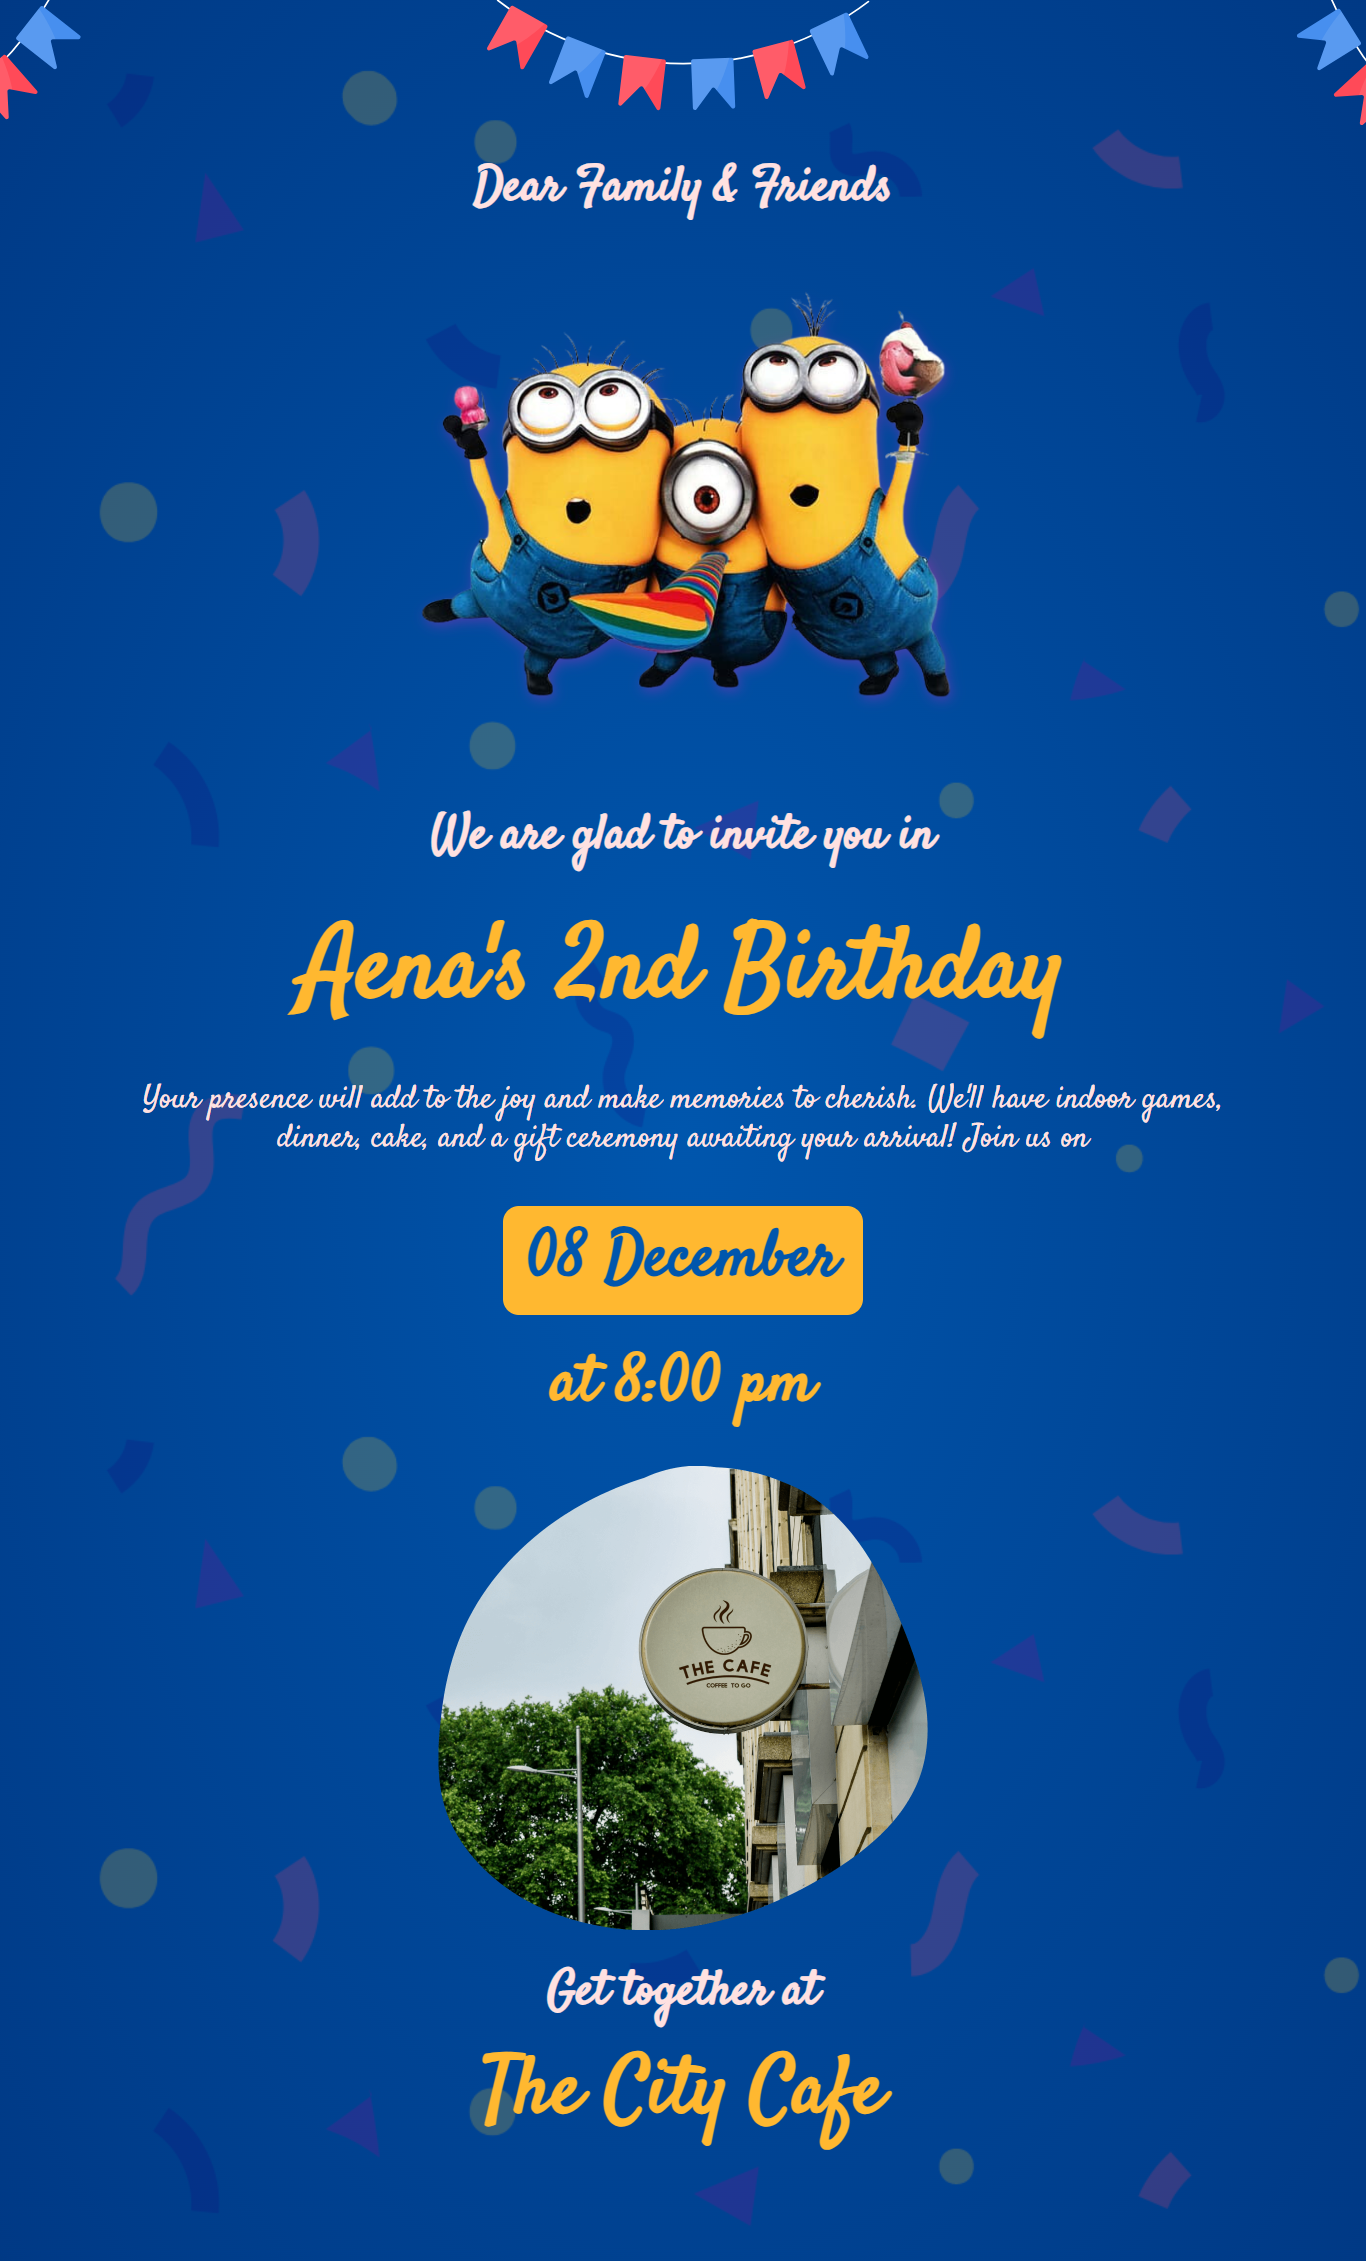 Dear Family & Friends
We are glad to invite you in
Aena's 2nd Birthday
Your presence will add to the joy and make memories to cherish. We'll have indoor games,
dinner, cake, and a gift ceremony awaiting your arrival! Join us on
08 December
at 8:00 pm
THE CAFE
COFFEE TO GO
Get together at
The City Cafe